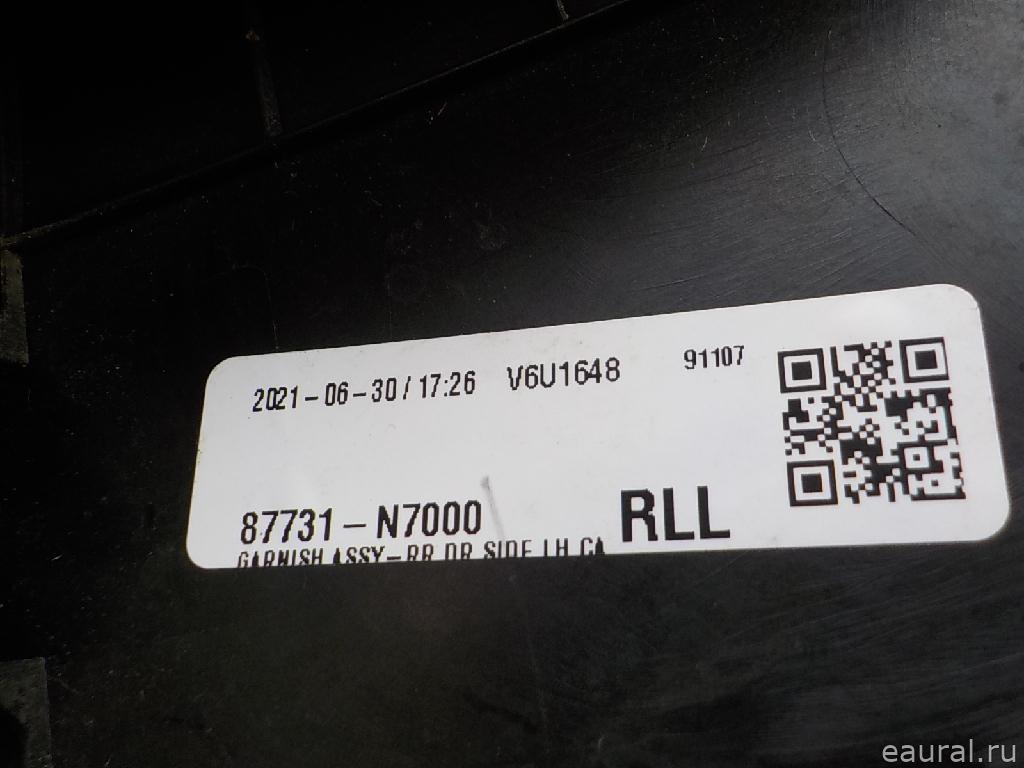 2021-06-30/17:26 V6U1648 91107
87731-N7000 RLL
GARNISH ASSY-RR DR SIDE LH CA
eaural.ru